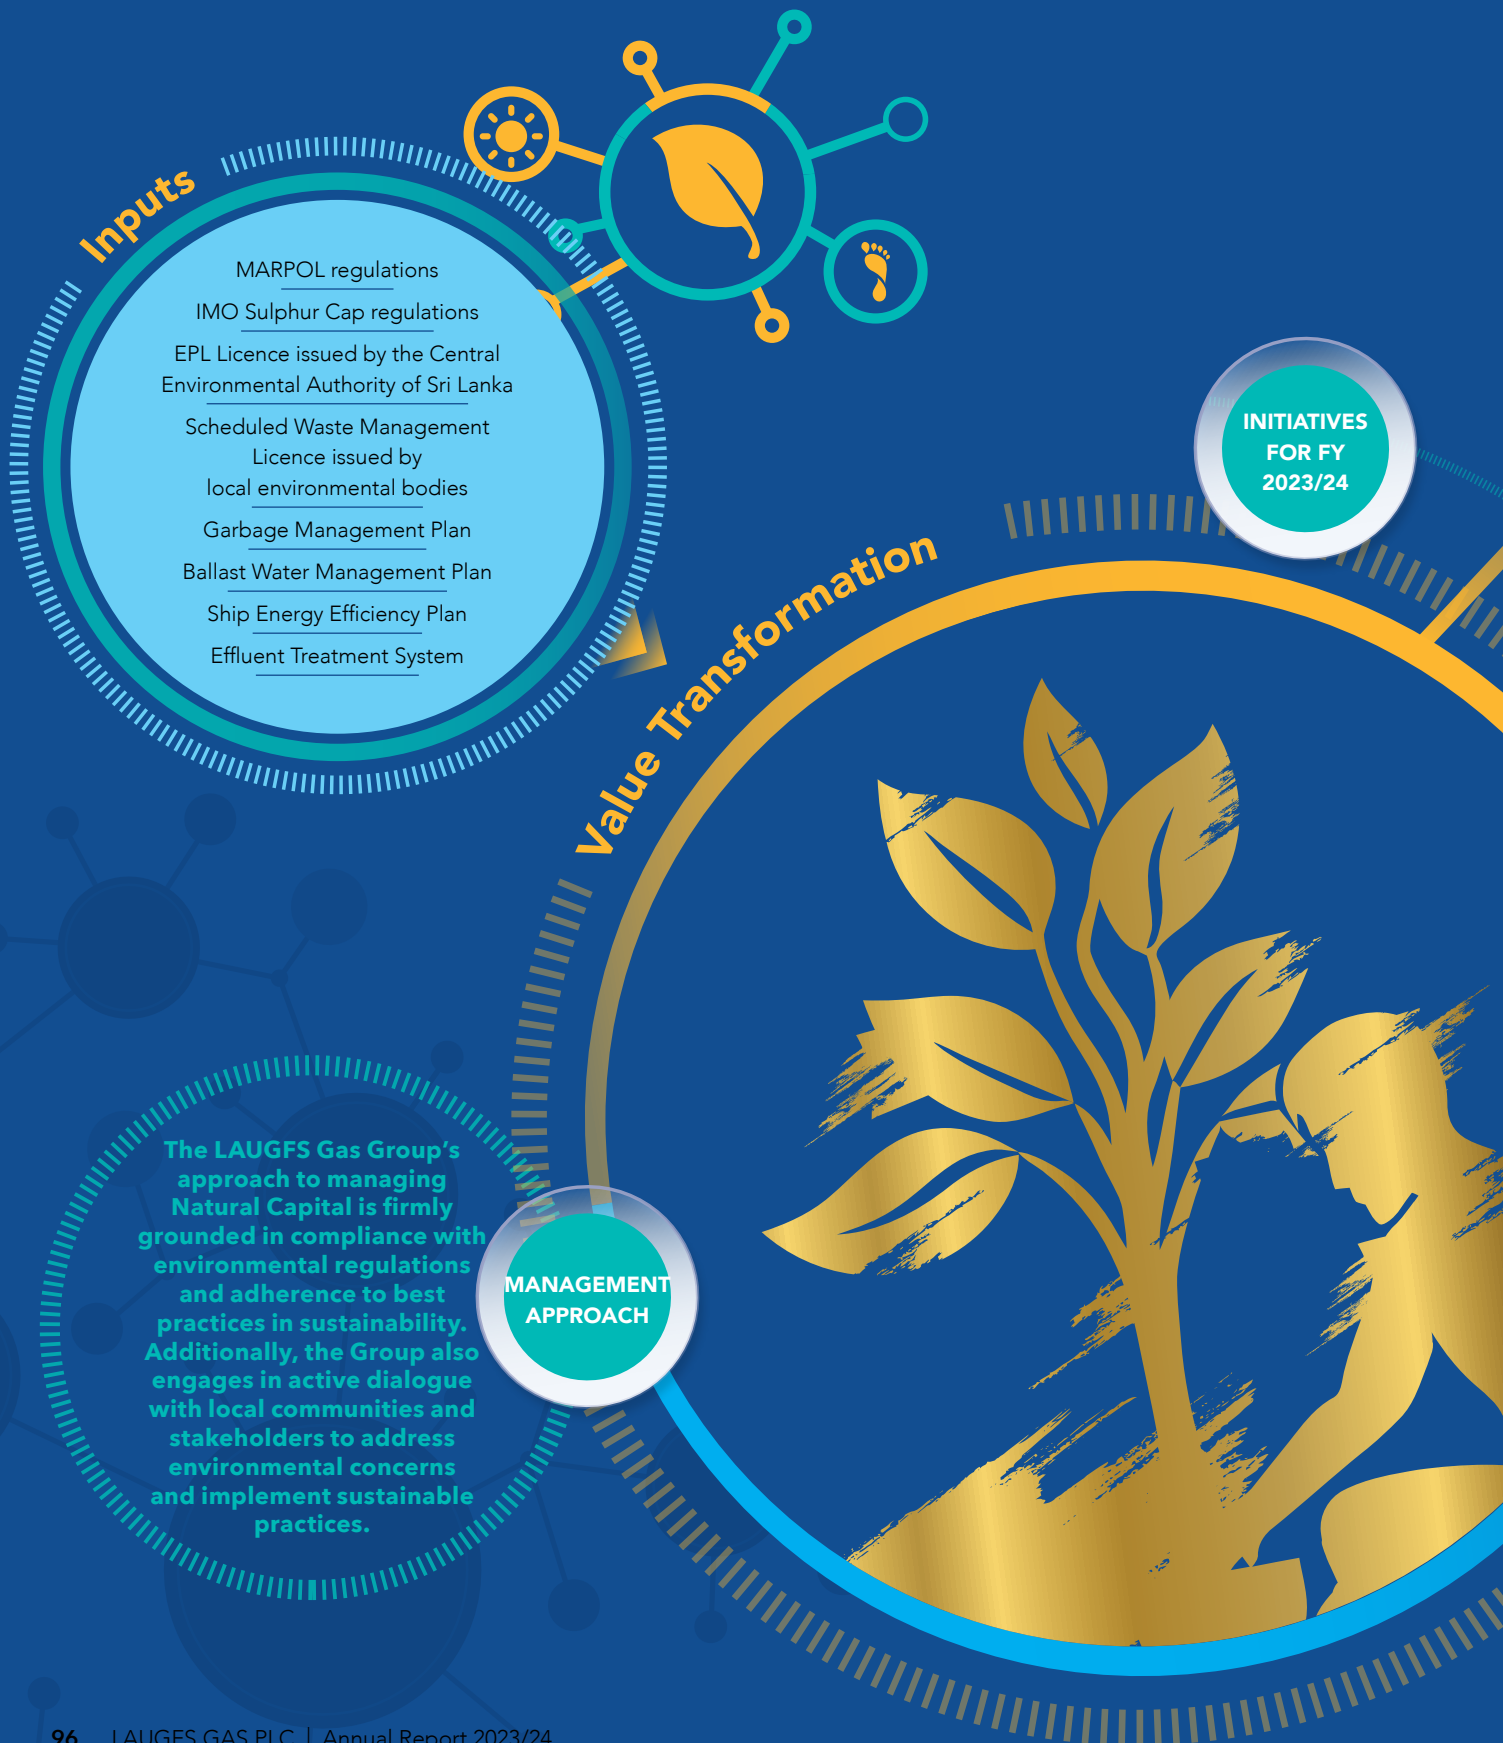 Inputs
MARPOL regulations
IMO Sulphur Cap regulations
EPL Licence issued by the Central
Environmental Authority of Sri Lanka
Scheduled Waste Management
Licence issued by
local environmental bodies
Garbage Management Plan
Ballast Water Management Plan
Ship Energy Efficiency Plan
Effluent Treatment System
INITIATIVES
FOR FY
2023/24
Value Transformation
The LAUGFS Gas Group's
approach to managing
Natural Capital is firmly
grounded in compliance with
environmental regulations
and adherence to best
practices in sustainability.
Additionally, the Group also
engages in active dialogue
with local communities and
stakeholders to address
environmental concerns
and implement sustainable
practices.
MANAGEMENT
APPROACH
96 LAUGFS GAS PLC | Annual Report 2023/24